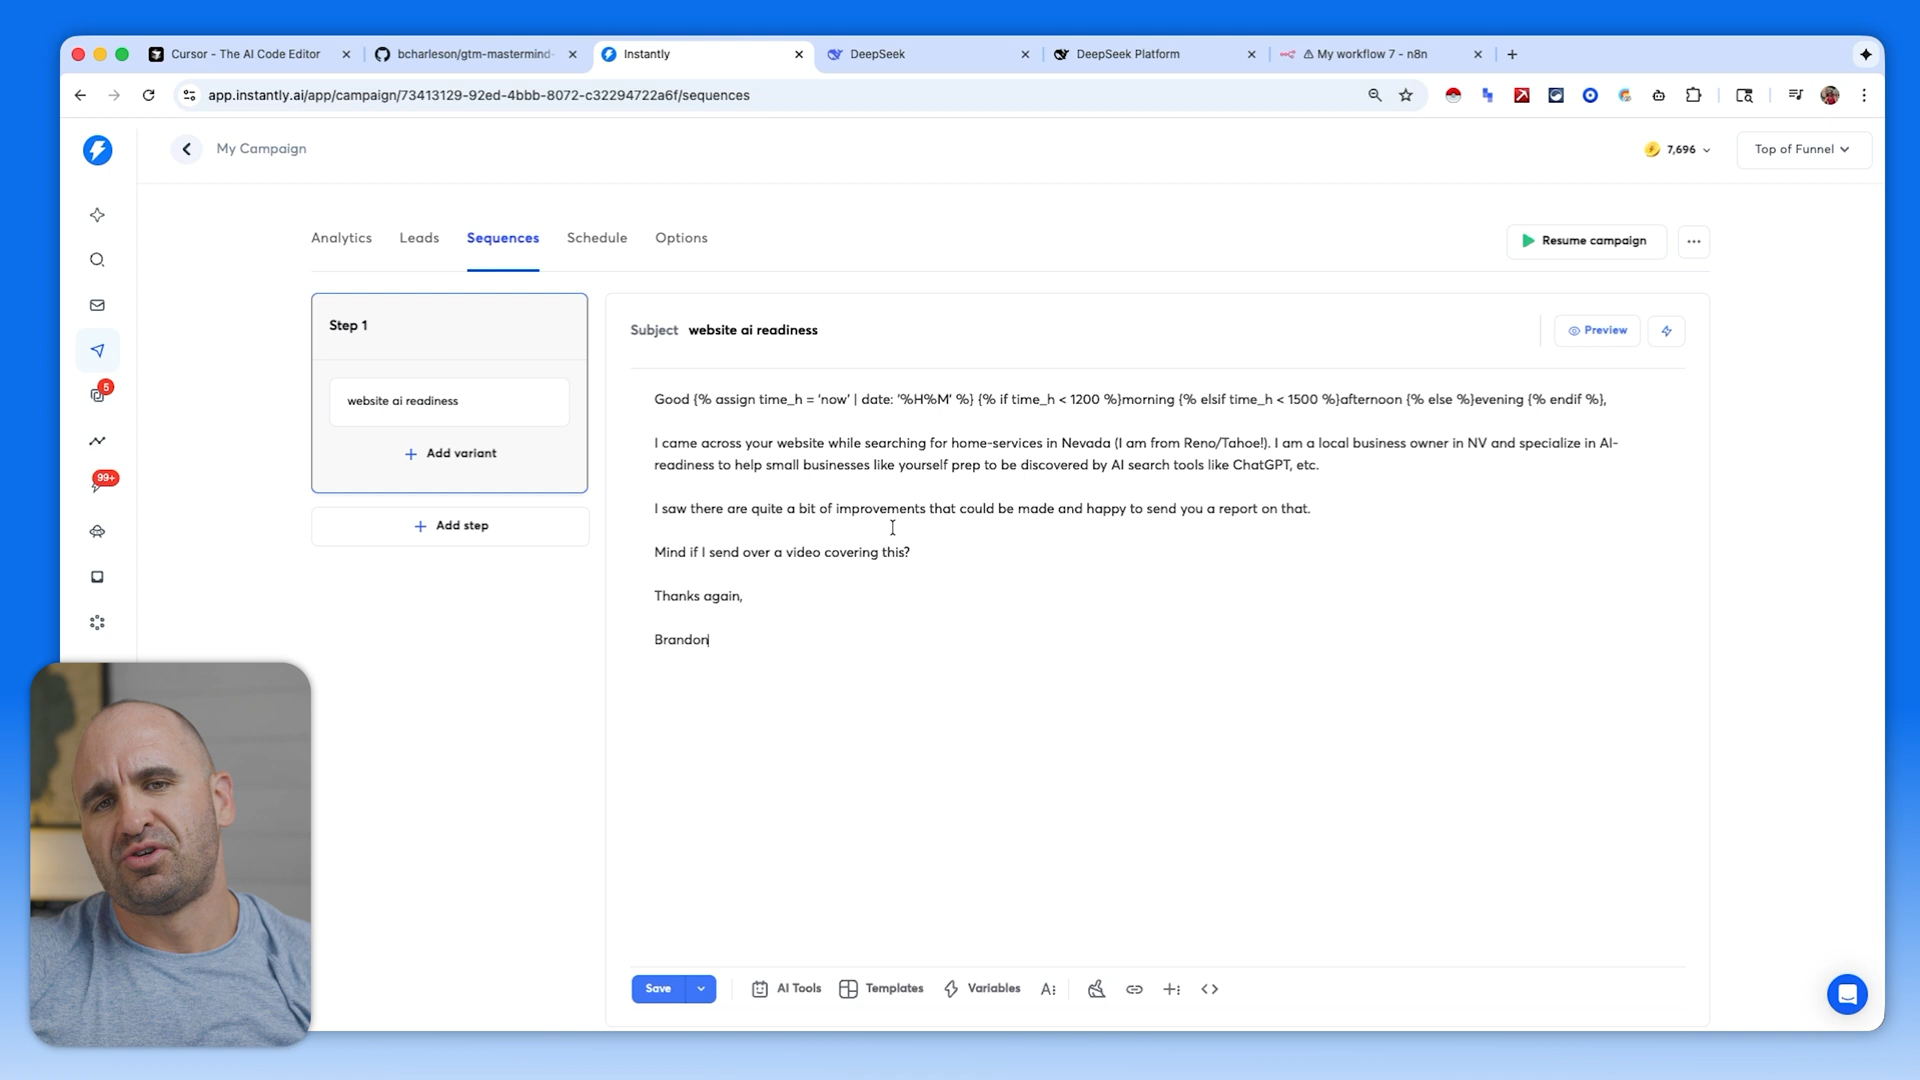 Cursor - The AI Code Editor
bcharleson/gtm-mastermind-
Instantly
DeepSeek
DeepSeek Platform
My workflow 7 - n8n
app.instantly.ai/app/campaign/73413129-92ed-4bbb-8072-c32294722a6f/sequences
My Campaign
7,696
Top of Funnel
Analytics
Leads
Sequences
Schedule
Options
Resume campaign
5
99+
Step 1
website ai readiness
+ Add variant
+ Add step
Subject website ai readiness
Preview
Good {% assign time_h = 'now' | date: '%H%M' %} {% if time_h < 1200 %}morning {% elsif time_h < 1500 %}afternoon {% else %}evening {% endif %},
I came across your website while searching for home-services in Nevada (I am from Reno/Tahoe!). I am a local business owner in NV and specialize in AI-
readiness to help small businesses like yourself prep to be discovered by AI search tools like ChatGPT, etc.
I saw there are quite a bit of improvements that could be made and happy to send you a report on that.
Mind if I send over a video covering this?
Thanks again,
Brandon
Save
AI Tools
Templates
Variables